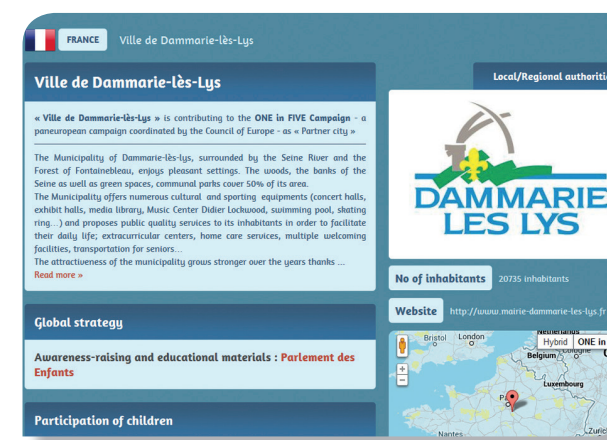 FRANCE Ville de Dammarie-lès-Lys
Ville de Dammarie-lès-Lys
« Ville de Dammarie-lès-Lys » is contributing to the ONE in FIVE Campaign - a
paneuropean campaign coordinated by the Council of Europe - as « Partner city »
The Municipality of Dammarie-lès-lys, surrounded by the Seine River and the
Forest of Fontainebleau, enjoys pleasant settings. The woods, the banks of the
Seine as well as green spaces, communal parks cover 50% of its area.
The Municipality offers numerous cultural and sporting equipments (concert halls,
exhibit halls, media library, Music Center Didier Lockwood, swimming pool, skating
ring...) and proposes public quality services to its inhabitants in order to facilitate
their daily life; extracurricular centers, home care services, multiple welcoming
facilities, transportation for seniors...
The attractiveness of the municipality grows stronger over the years thanks ...
Read more »
Global strategy
Awareness-raising and educational materials : Parlement des
Enfants
Participation of children
Local/Regional authoriti
DAMMARIE
LES LYS
No of inhabitants 20735 inhabitants
Website http://www.mairie-dammarie-les-lys.fr
Netherlands
Bristol London
Hybrid ONE in
Belgium Cologne
Luxembourg
Nantes
Zuric